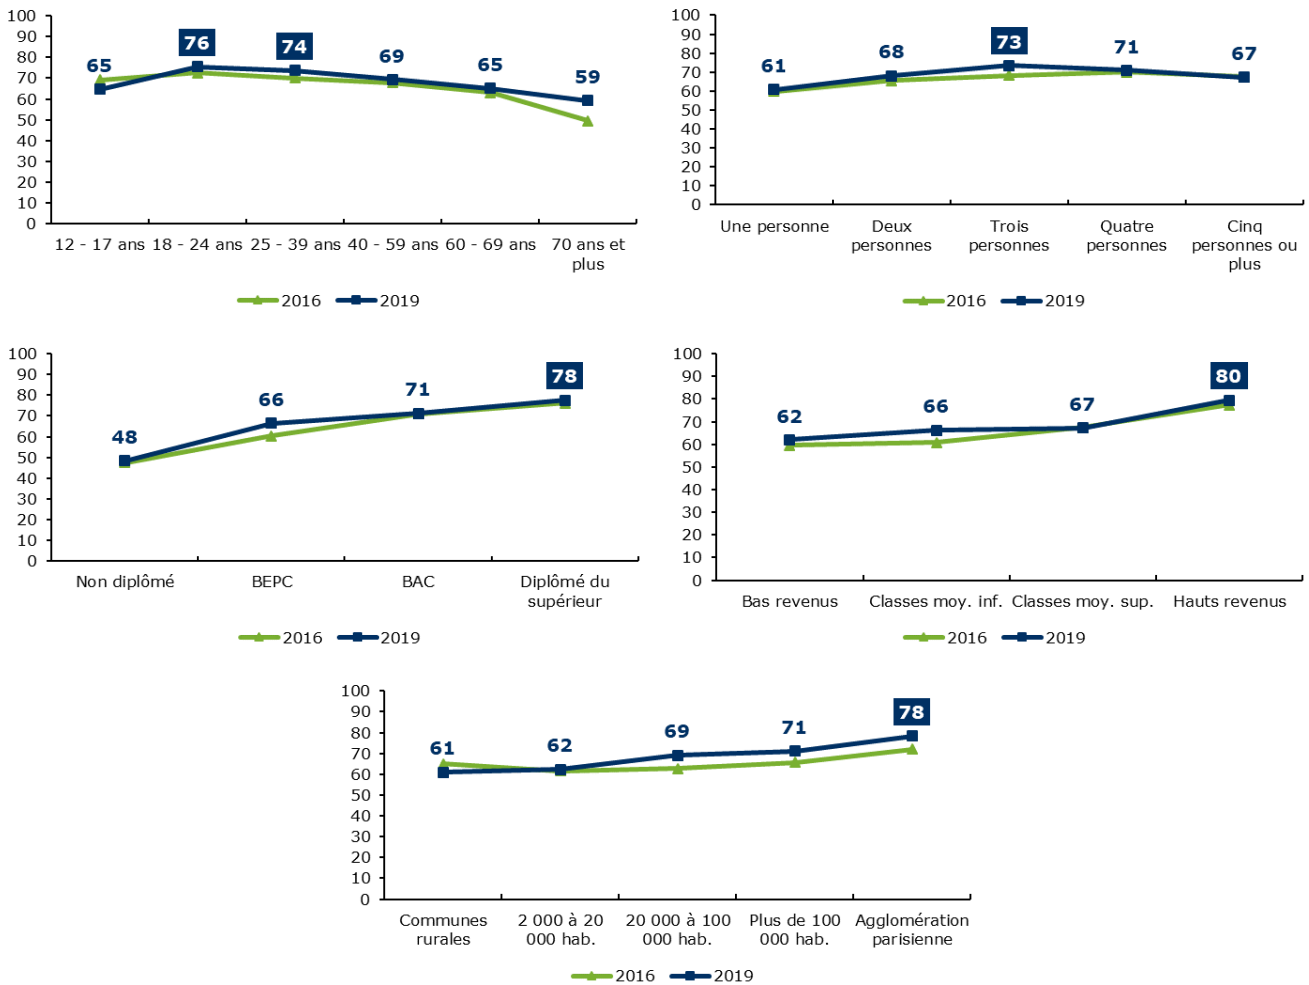 100
90
80
70
60
50
40
30
20
10
0
65
76
74
69
65
59
12 - 17 ans
18 - 24 ans
25 - 39 ans
40 - 59 ans
60 - 69 ans
70 ans et
plus
2016
2019
100
90
80
70
60
50
40
30
20
10
0
61
68
73
71
67
Une personne
Deux
personnes
Trois
personnes
Quatre
personnes
Cinq
personnes ou
plus
2016
2019
100
90
80
70
60
50
40
30
20
10
0
48
66
71
78
Non diplômé
BEPC
BAC
Diplômé du
supérieur
2016
2019
100
90
80
70
60
50
40
30
20
10
0
62
66
67
80
Bas revenus
Classes moy. inf.
Classes moy. sup.
Hauts revenus
2016
2019
100
90
80
70
60
50
40
30
20
10
0
61
62
69
71
78
Communes
rurales
2 000 à 20
000 hab.
20 000 à 100
000 hab.
Plus de 100
000 hab.
Agglomération
parisienne
2016
2019